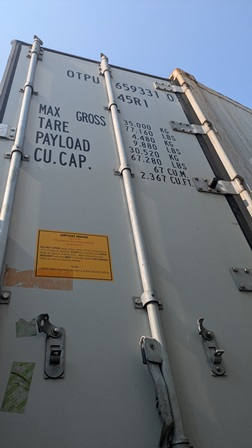 OTPU 659331 0
45R1
MAX GROSS 35.000 KG
77.160 LBS
TARE 4.480 KG
9.880 LBS
PAYLOAD 30.520 KG
67.280 LBS
CU.CAP. 67 CU.M
2.367 CU.FT